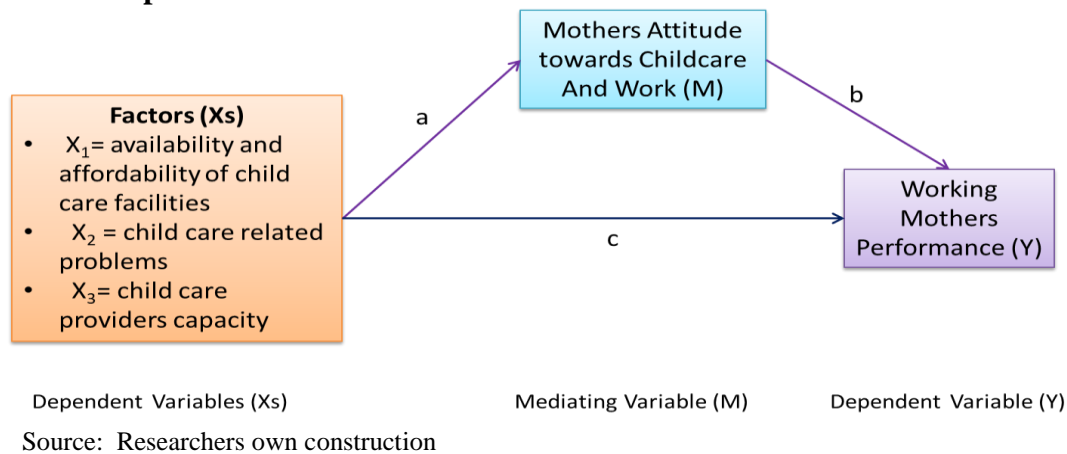 Mothers Attitude
towards Childcare
And Work (M)
a
b
Factors (Xs)
• X₁= availability and
affordability of child
care facilities
• X₂ = child care related
problems
• X₃= child care
providers capacity
Working
Mothers
Performance (Y)
c
Dependent Variables (Xs)
Mediating Variable (M)
Dependent Variable (Y)
Source: Researchers own construction